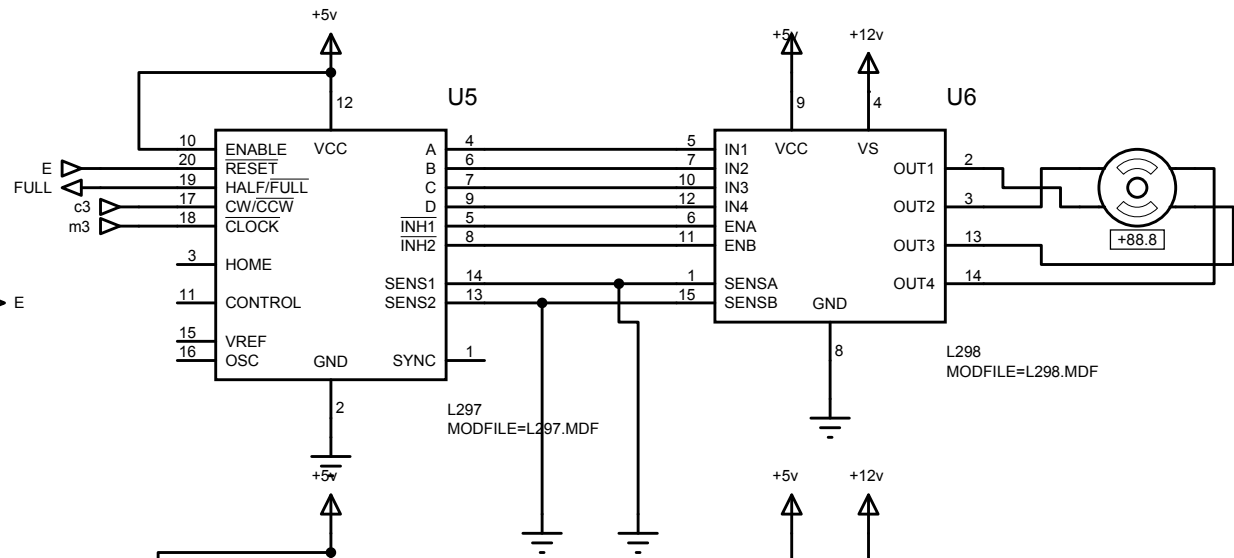 +5v
+5v
+12v
U5
U6
12
9
4
10
ENABLE
VCC
A
4
5
IN1
VCC
VS
E
20
RESET
B
6
7
IN2
OUT1
2
FULL
19
HALF/FULL
C
7
10
IN3
c3
17
CW/CCW
D
9
12
IN4
OUT2
3
m3
18
CLOCK
INH1
5
6
ENA
INH2
8
11
ENB
OUT3
13
+88.8
3
HOME
SENS1
14
1
SENSA
OUT4
14
E
11
CONTROL
SENS2
13
15
SENSB
GND
15
VREF
16
OSC
GND
SYNC
1
8
L298
MODFILE=L298.MDF
2
L297
MODFILE=L297.MDF
+5v
+5v
+12v